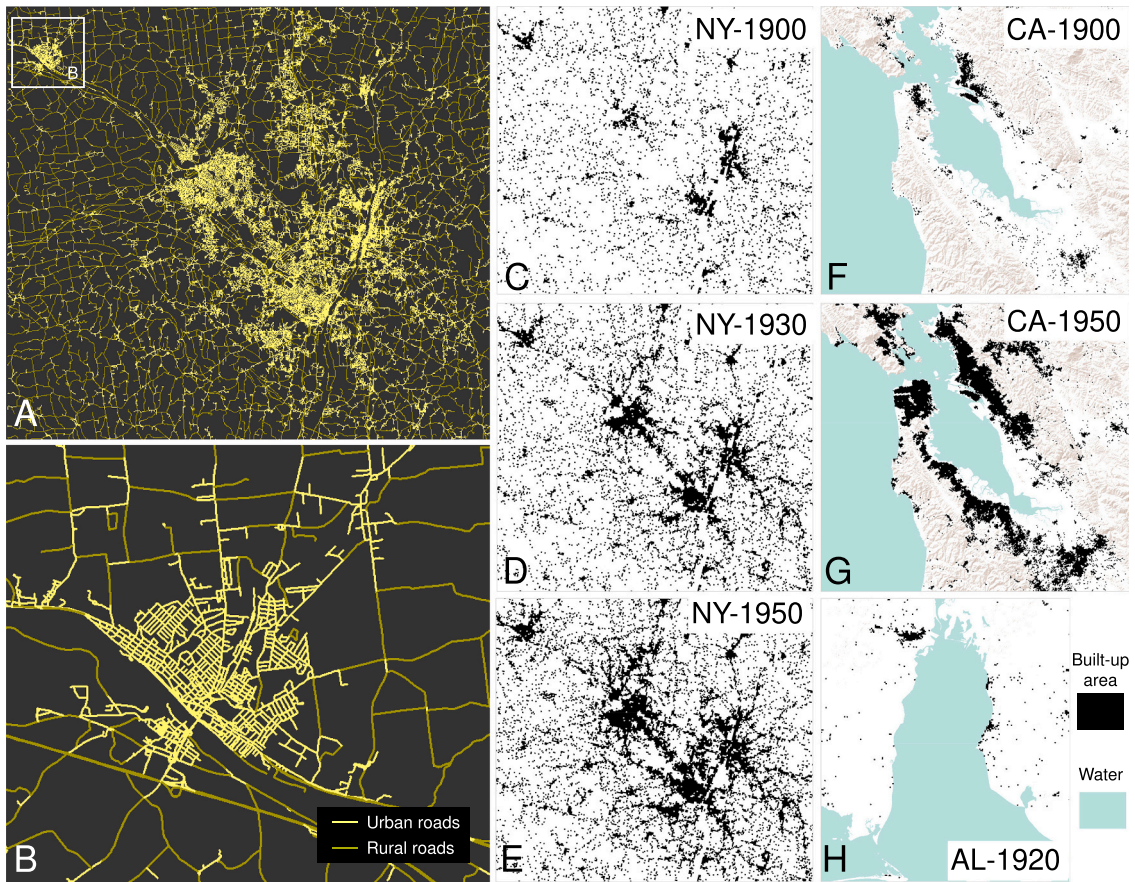 B
A
Urban roads
Rural roads
B
NY-1900
C
NY-1930
D
NY-1950
E
CA-1900
F
CA-1950
G
H
AL-1920
Built-up
area
Water